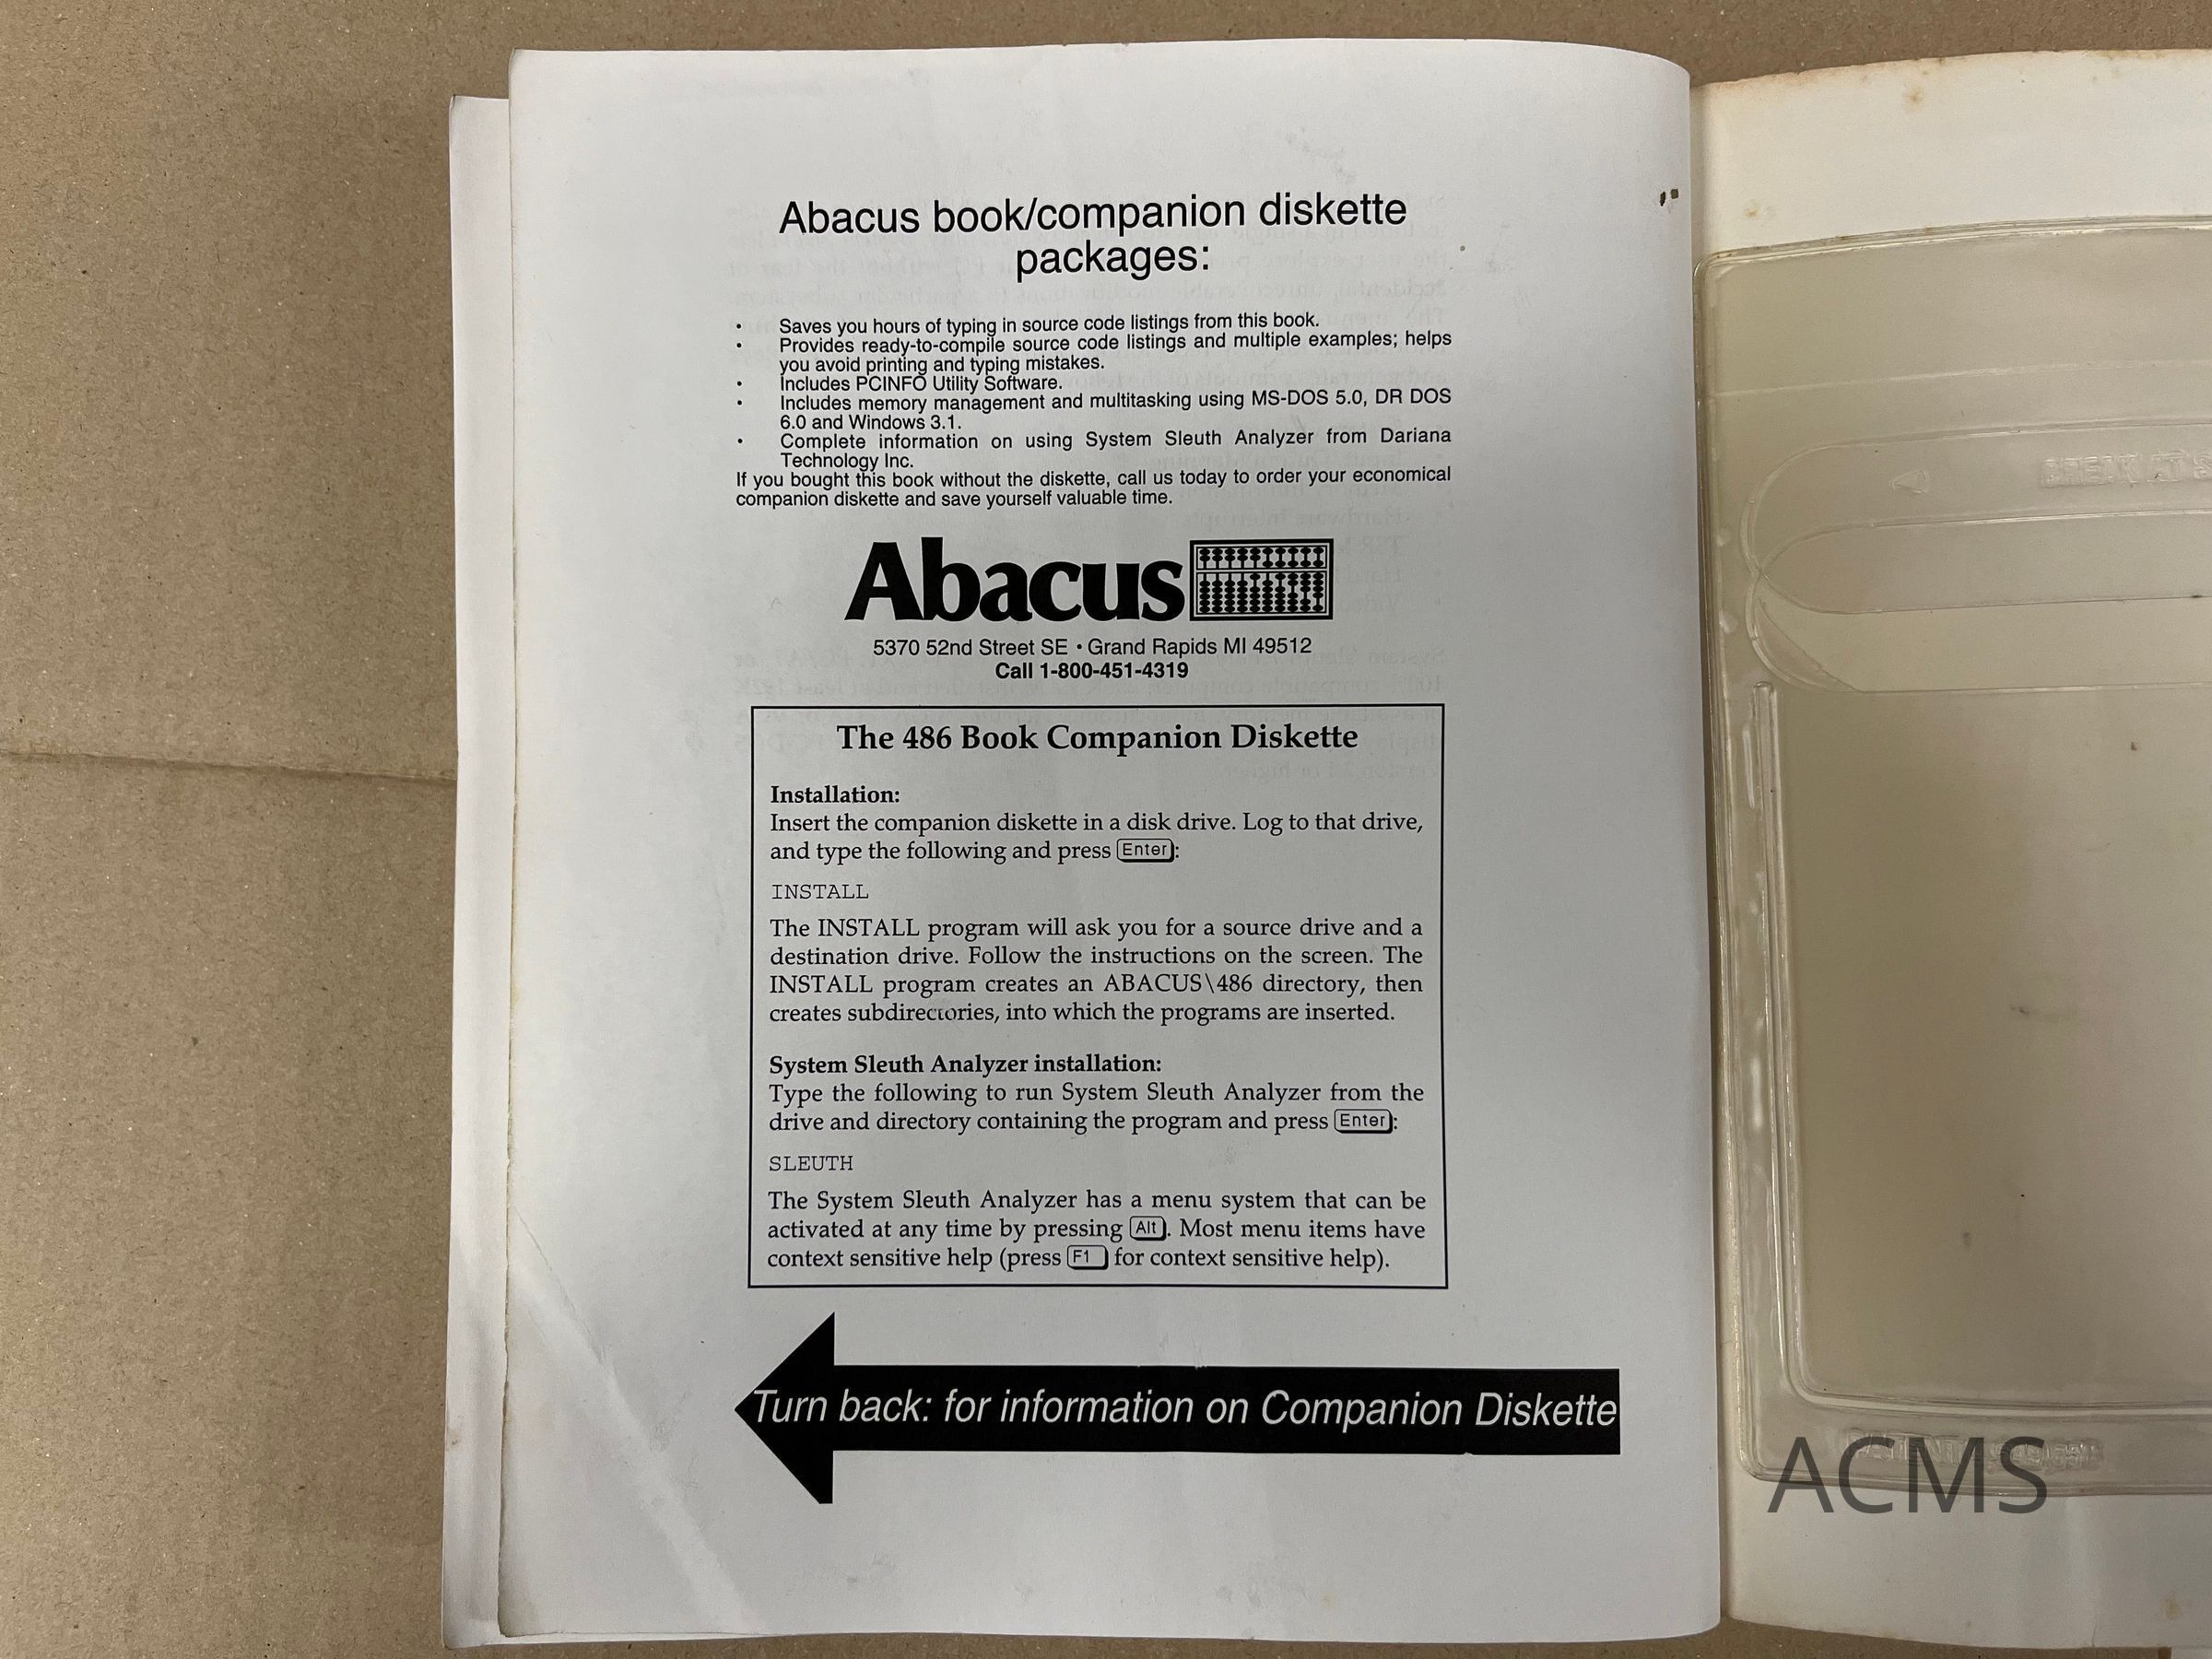 Abacus book/companion diskette
packages:
• Saves you hours of typing in source code listings from this book.
• Provides ready-to-compile source code listings and multiple examples; helps
you avoid printing and typing mistakes.
• Includes PCINFO Utility Software.
• Includes memory management and multitasking using MS-DOS 5.0, DR DOS
6.0 and Windows 3.1.
• Complete information on using System Sleuth Analyzer from Dariana
Technology Inc.
If you bought this book without the diskette, call us today to order your economical
companion diskette and save yourself valuable time.
Abacus
5370 52nd Street SE • Grand Rapids MI 49512
Call 1-800-451-4319
The 486 Book Companion Diskette
Installation:
Insert the companion diskette in a disk drive. Log to that drive,
and type the following and press Enter:
INSTALL
The INSTALL program will ask you for a source drive and a
destination drive. Follow the instructions on the screen. The
INSTALL program creates an ABACUS\486 directory, then
creates subdirectories, into which the programs are inserted.
System Sleuth Analyzer installation:
Type the following to run System Sleuth Analyzer from the
drive and directory containing the program and press Enter:
SLEUTH
The System Sleuth Analyzer has a menu system that can be
activated at any time by pressing Alt. Most menu items have
context sensitive help (press F1 for context sensitive help).
Turn back: for information on Companion Diskette
BREAK
ACMS